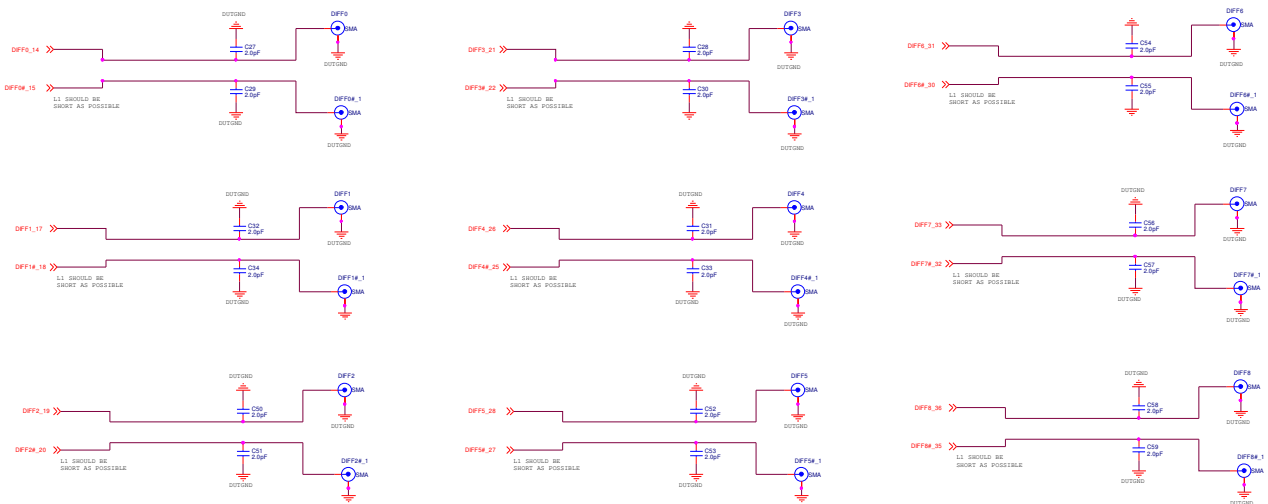 DUTGND
DIFF0
SMA
DIFF0_14
C27
2.0pF
DUTGND
DIFF0#_15
C29
2.0pF
L1 SHOULD BE
SHORT AS POSSIBLE
DIFF0#_1
SMA
DUTGND
DUTGND
DUTGND
DIFF3
SMA
DIFF3_21
C28
2.0pF
DUTGND
DIFF3#_22
C30
2.0pF
L1 SHOULD BE
SHORT AS POSSIBLE
DIFF3#_1
SMA
DUTGND
DIFF6
SMA
DIFF6_31
C54
2.0pF
DUTGND
DIFF6#_30
C55
2.0pF
L1 SHOULD BE
SHORT AS POSSIBLE
DIFF6#_1
SMA
DUTGND
DUTGND
DIFF1
SMA
DIFF1_17
C32
2.0pF
DUTGND
DIFF1#_18
C34
2.0pF
L1 SHOULD BE
SHORT AS POSSIBLE
DIFF1#_1
SMA
DUTGND
DUTGND
DIFF4
SMA
DIFF4_26
C31
2.0pF
DUTGND
DIFF4#_25
C33
2.0pF
L1 SHOULD BE
SHORT AS POSSIBLE
DIFF4#_1
SMA
DUTGND
DUTGND
DUTGND
DIFF7
SMA
DIFF7_33
C56
2.0pF
DUTGND
DIFF7#_32
C57
2.0pF
L1 SHOULD BE
SHORT AS POSSIBLE
DIFF7#_1
SMA
DUTGND
DUTGND
DUTGND
DIFF2
SMA
DIFF2_19
C50
2.0pF
DUTGND
DIFF2#_20
C51
2.0pF
L1 SHOULD BE
SHORT AS POSSIBLE
DIFF2#_1
SMA
DUTGND
DUTGND
DIFF5
SMA
DIFF5_28
C52
2.0pF
DUTGND
DIFF5#_27
C53
2.0pF
L1 SHOULD BE
SHORT AS POSSIBLE
DIFF5#_1
SMA
DUTGND
DUTGND
DIFF8
SMA
DIFF8_36
C58
2.0pF
DUTGND
DIFF8#_35
C59
2.0pF
L1 SHOULD BE
SHORT AS POSSIBLE
DIFF8#_1
SMA
DUTGND
DUTGND